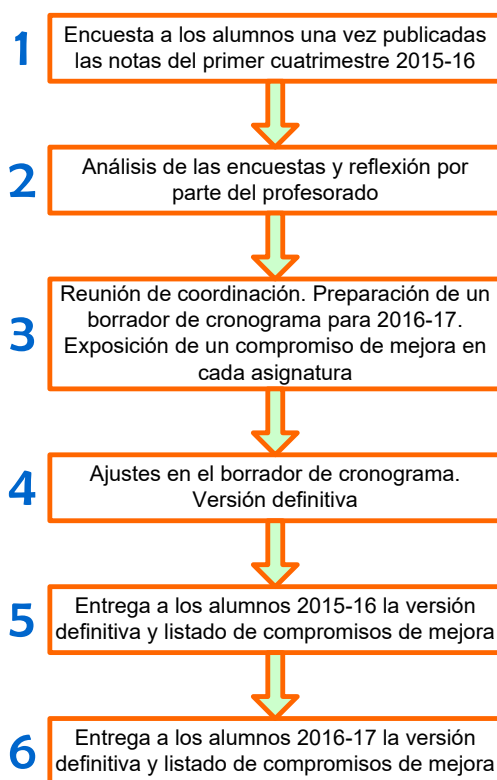 1
Encuesta a los alumnos una vez publicadas
las notas del primer cuatrimestre 2015-16
2
Análisis de las encuestas y reflexión por
parte del profesorado
3
Reunión de coordinación. Preparación de un
borrador de cronograma para 2016-17.
Exposición de un compromiso de mejora en
cada asignatura
4
Ajustes en el borrador de cronograma.
Versión definitiva
5
Entrega a los alumnos 2015-16 la versión
definitiva y listado de compromisos de mejora
6
Entrega a los alumnos 2016-17 la versión
definitiva y listado de compromisos de mejora